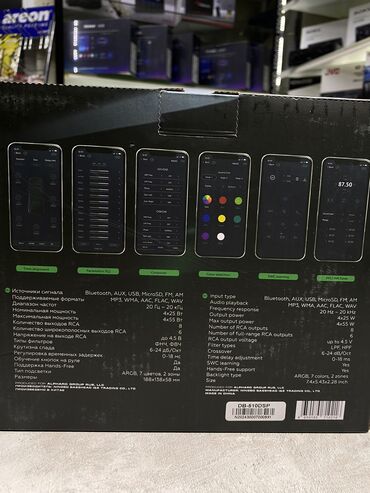 areon
JVC
87.50
Time alignment
Parametric EQ
Crossover
Color selection
SWC learning
Источники сигнала Bluetooth, AUX, USB, MicroSD, FM, AM
Поддерживаемые форматы MP3, WMA, AAC, FLAC, WAV
Диапазон частот 20 Гц – 20 кГц
Номинальная мощность 4x25 Вт
Максимальная мощность 4x55 Вт
Количество выходов RCA 8
Количество широкополосных выходов RCA 6
Напряжение на выходе RCA до 4,5 В
Типы фильтров ФНЧ, ФВЧ
Крутизна среза 6-24 дБ/Окт
Регулировка временных задержек 0-18 мс
Обучение кнопок на руле Да
Поддержка Hands-Free Да
Тип подсветки ARGB, 7 цветов, 2 зоны
Размеры 188x138x58 мм
Input type Bluetooth, AUX, USB, MicroSD, FM, AM
Audio playback MP3, WMA, AAC, FLAC, WAV
Frequency response 20 Hz – 20 kHz
Output power 4x25 W
Max output power 4x55 W
Number of RCA outputs 8
Number of full-range RCA outputs 6
RCA output voltage up to 4,5 V
Filter types LPF, HPF
Crossover 6-24 dB/Oct
Time delay adjustment 0-18 MS
SWC learning Yes
Hands-Free support Yes
Backlight type ARGB, 7 colors, 2 zones
Size 7.4x5.43x2.28 inch
MADE IN CHINA
DB-510DSP